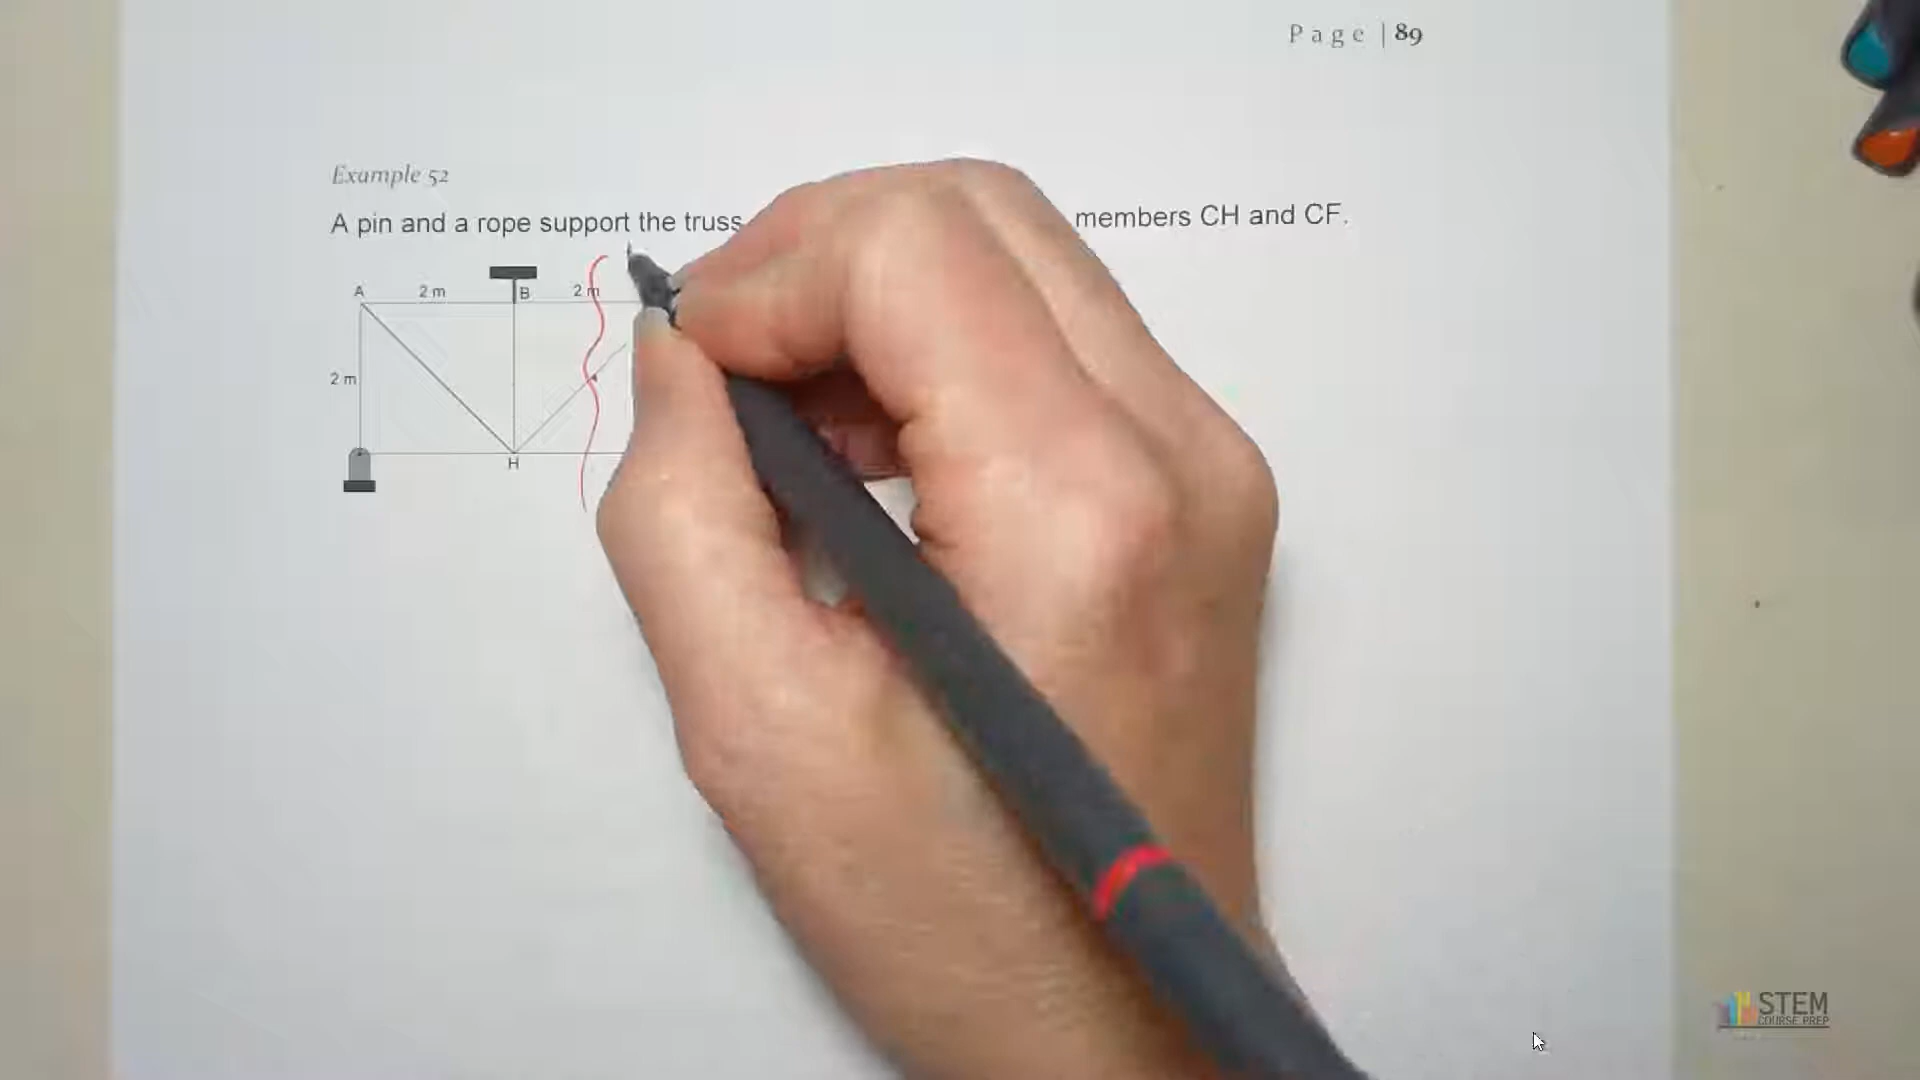 Page | 89
Example 52
A pin and a rope support the truss members CH and CF.
A 2 m B 2 m
2 m
H
STEM
COURSE PREP